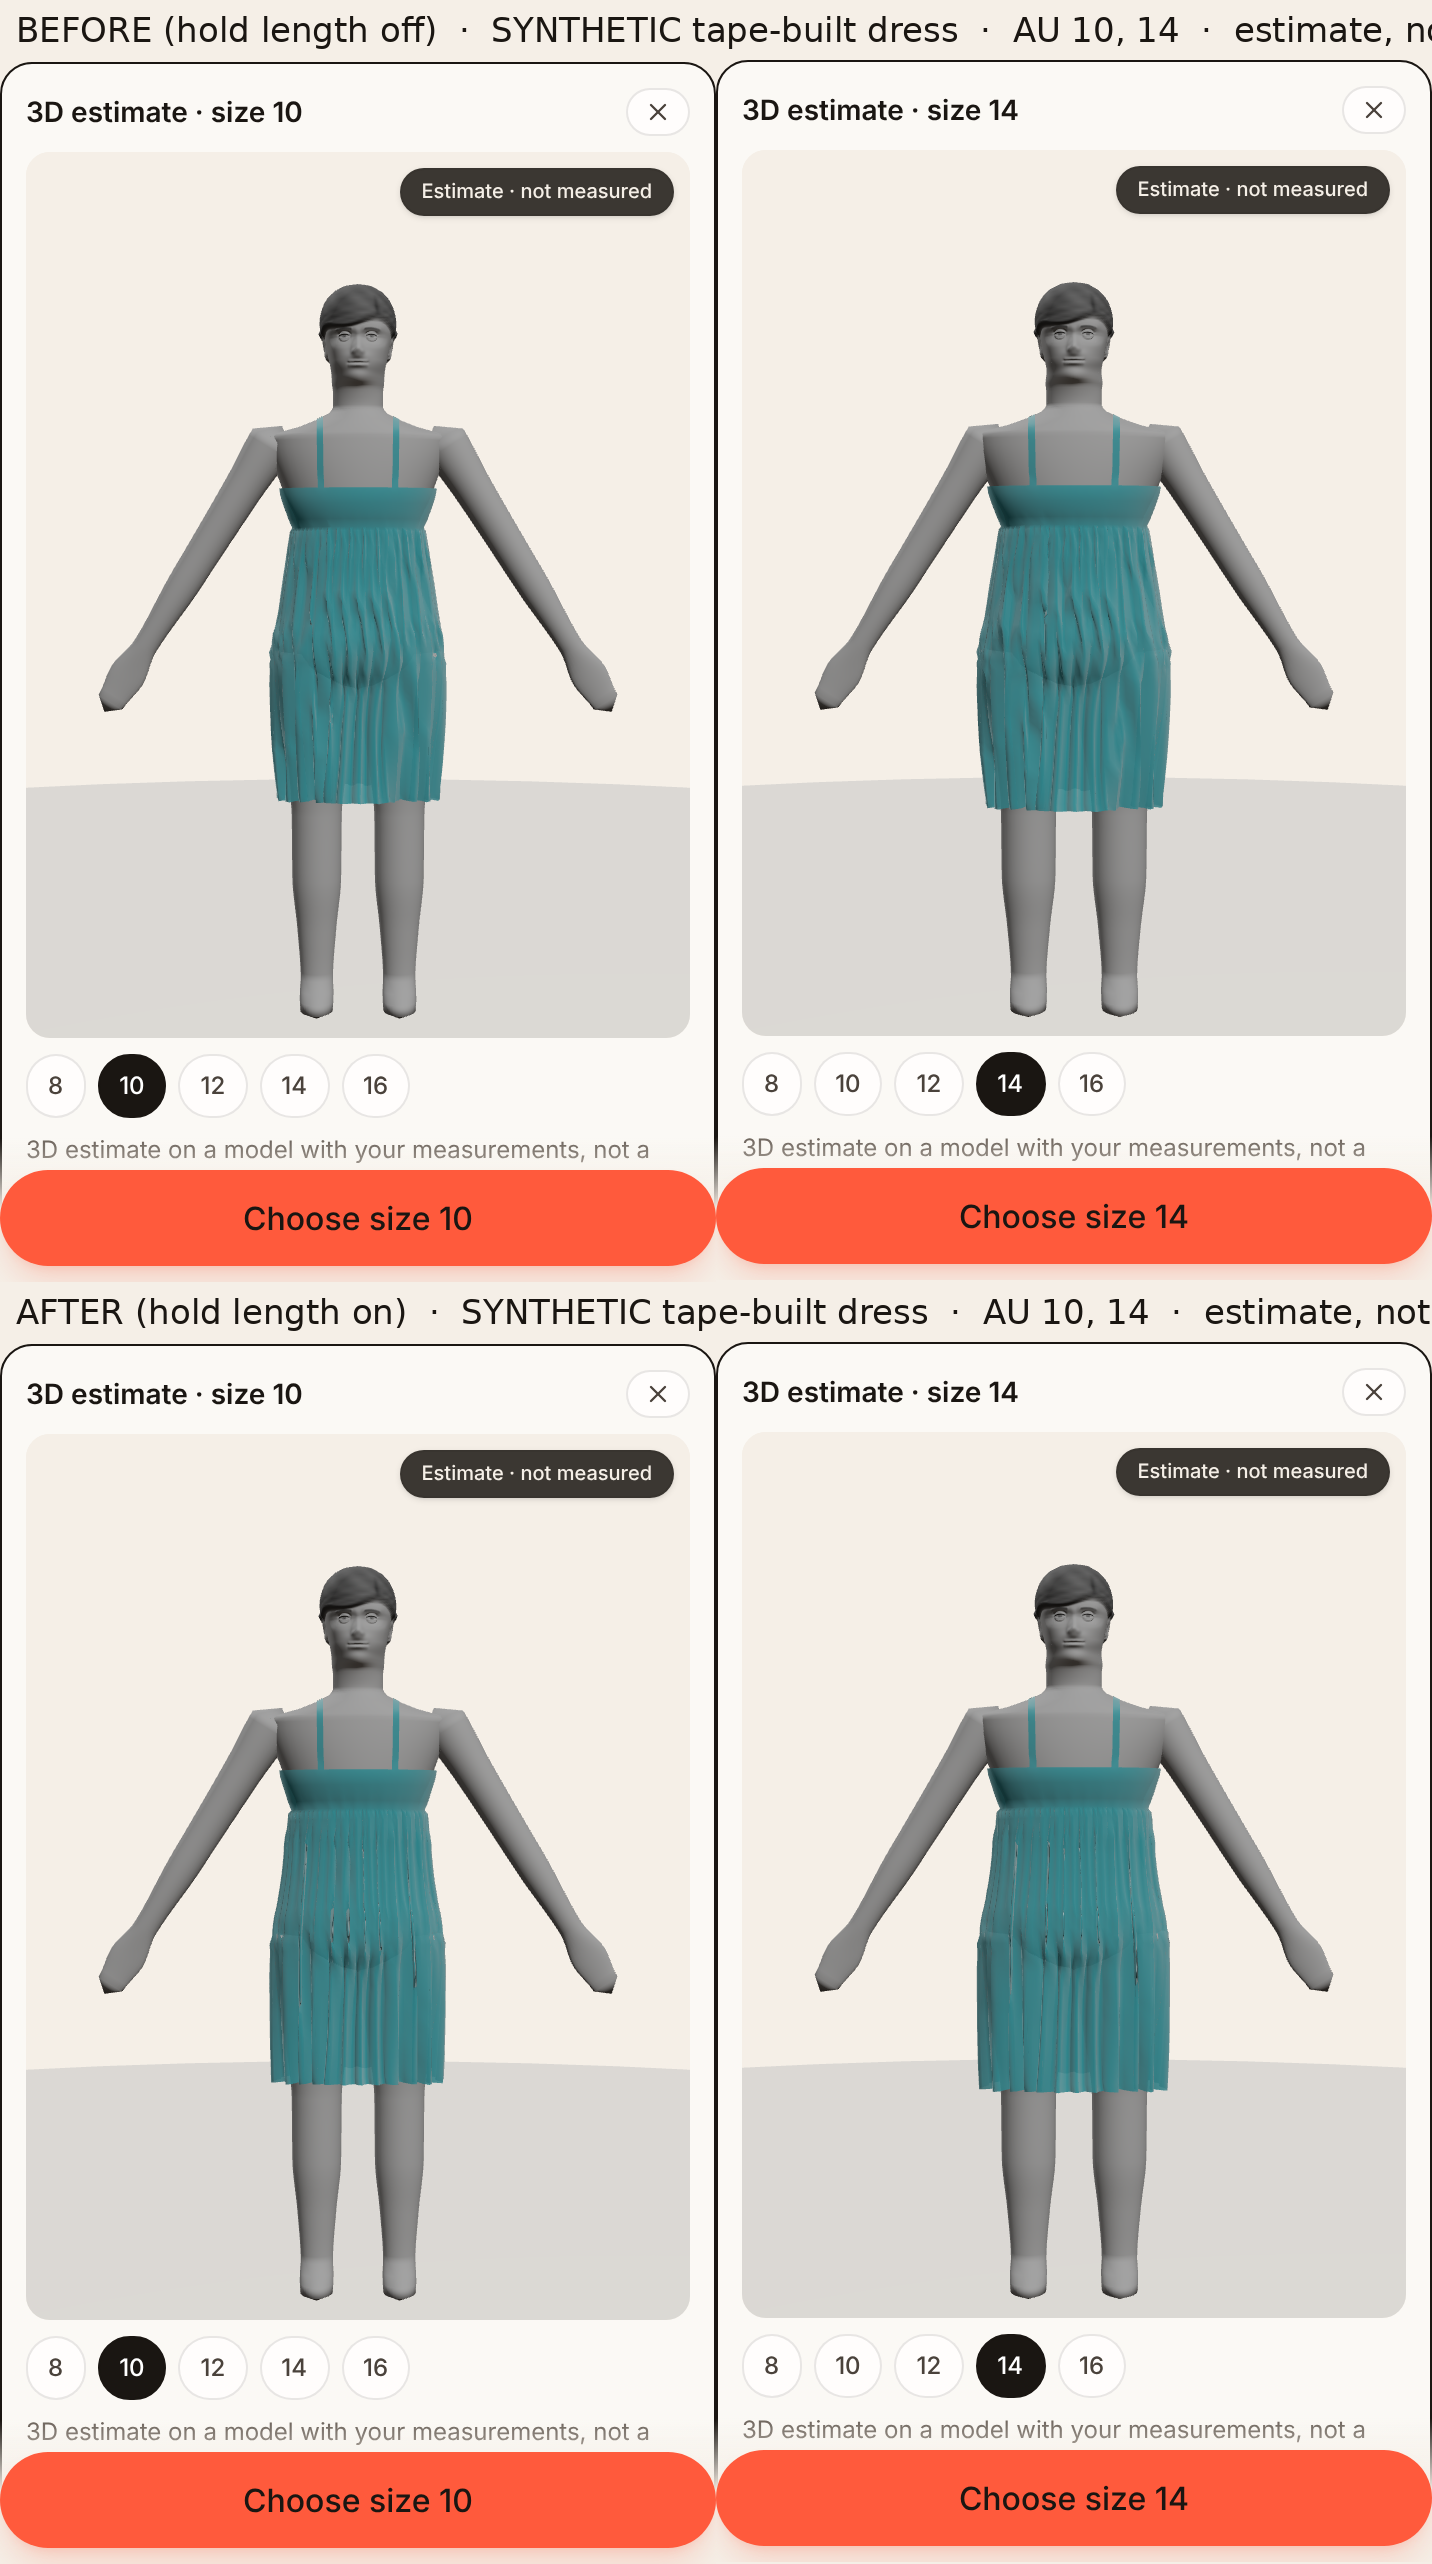 BEFORE (hold length off) · SYNTHETIC tape-built dress · AU 10, 14 · estimate,
3D estimate · size 10
Estimate · not measured
8 10 12 14 16
3D estimate on a model with your measurements, not a
Choose size 10
3D estimate · size 14
Estimate · not measured
8 10 12 14 16
3D estimate on a model with your measurements, not a
Choose size 14
AFTER (hold length on) · SYNTHETIC tape-built dress · AU 10, 14 · estimate, not
3D estimate · size 10
Estimate · not measured
8 10 12 14 16
3D estimate on a model with your measurements, not a
Choose size 10
3D estimate · size 14
Estimate · not measured
8 10 12 14 16
3D estimate on a model with your measurements, not a
Choose size 14